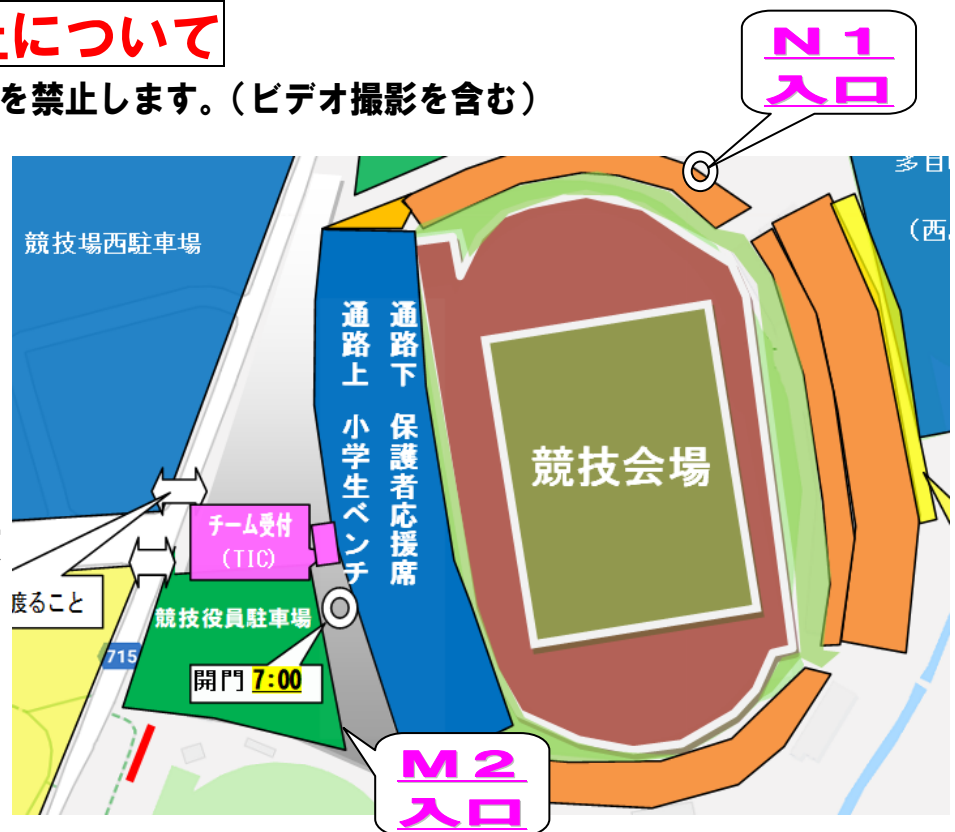 について
を禁止します。（ビデオ撮影を含む）
N1
入口
競技場西駐車場
（西
通路上　小学生ベンチ
通路下　保護者応援席
競技会場
チーム受付
(TIC)
渡ること
競技役員駐車場
715
開門 7:00
M2
入口